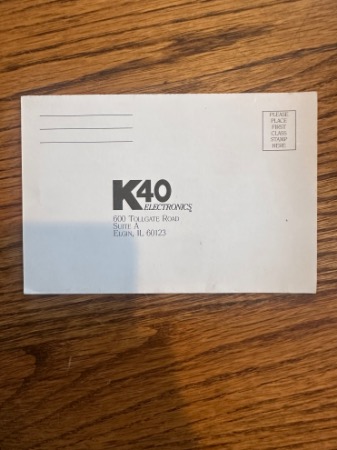 PLEASE
PLACE
FIRST
CLASS
STAMP
HERE
K40
ELECTRONICS
600 TOLLGATE ROAD
SUITE A
ELGIN, IL 60123